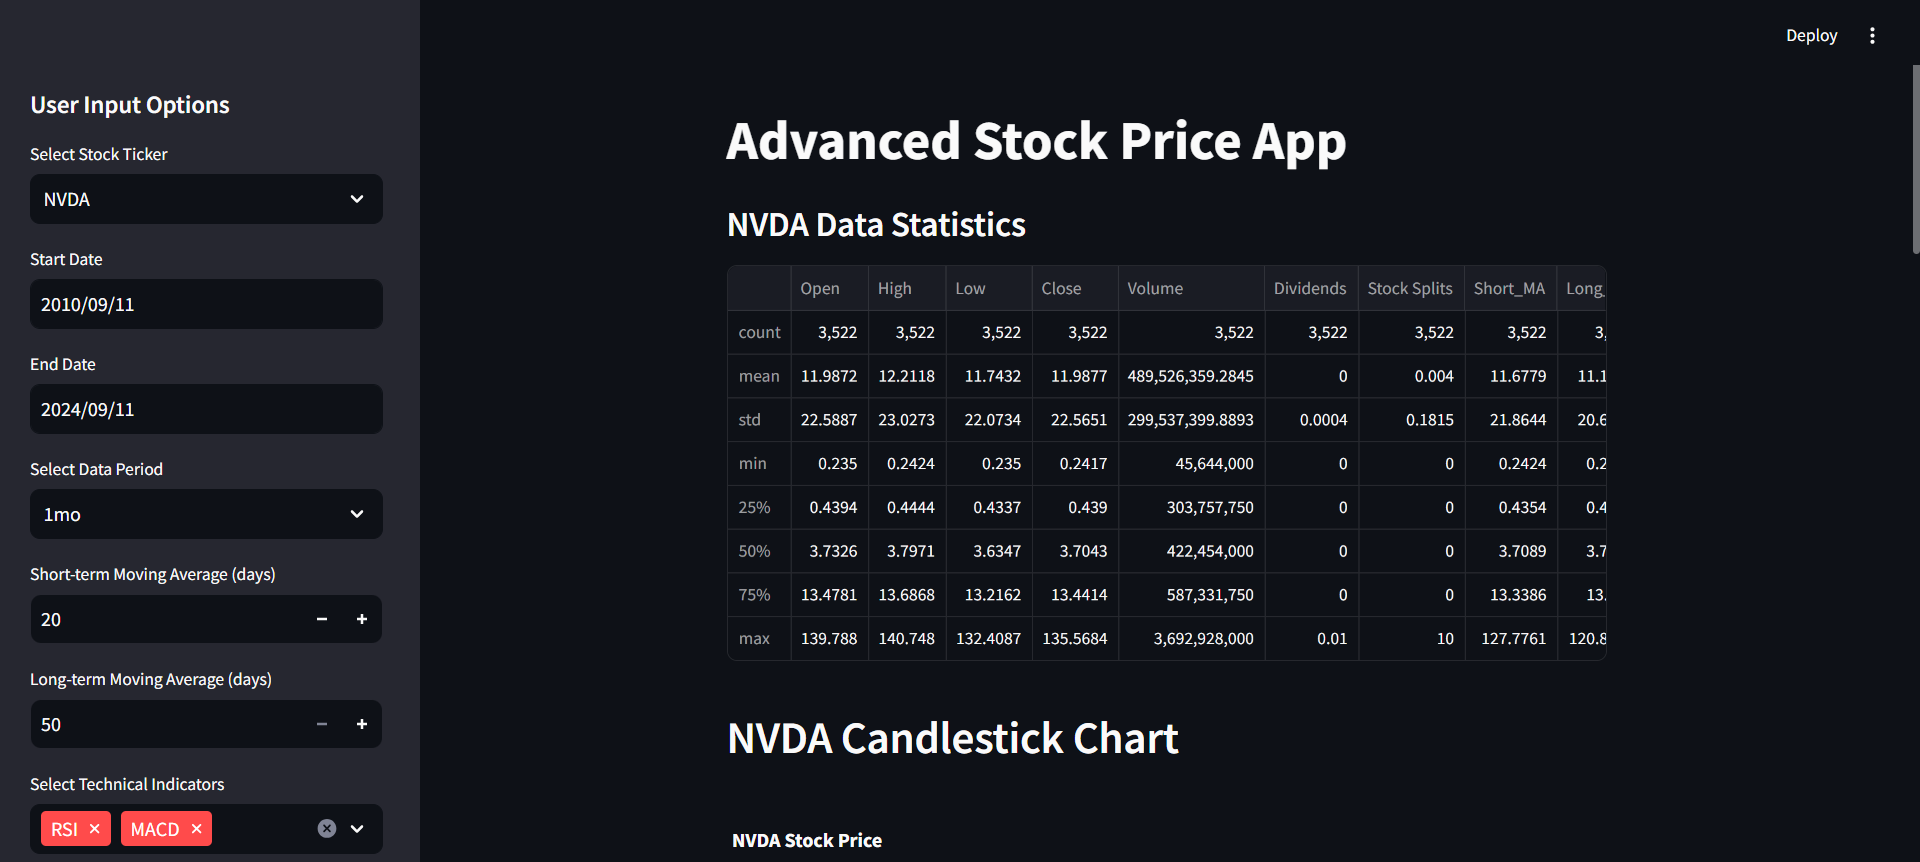 Deploy
User Input Options
Select Stock Ticker
NVDA
Start Date
2010/09/11
End Date
2024/09/11
Select Data Period
1mo
Short-term Moving Average (days)
20
Long-term Moving Average (days)
50
Select Technical Indicators
RSI MACD
Advanced Stock Price App
NVDA Data Statistics
Open High Low Close Volume Dividends Stock Splits Short_MA Long_
count 3,522 3,522 3,522 3,522 3,522 3,522 3,522 3,522 3,
mean 11.9872 12.2118 11.7432 11.9877 489,526,359.2845 0 0.004 11.6779 11.1
std 22.5887 23.0273 22.0734 22.5651 299,537,399.8893 0.0004 0.1815 21.8644 20.6
min 0.235 0.2424 0.235 0.2417 45,644,000 0 0 0.2424 0.2
25% 0.4394 0.4444 0.4337 0.439 303,757,750 0 0 0.4354 0.4
50% 3.7326 3.7971 3.6347 3.7043 422,454,000 0 0 3.7089 3.7
75% 13.4781 13.6868 13.2162 13.4414 587,331,750 0 0 13.3386 13.
max 139.788 140.748 132.4087 135.5684 3,692,928,000 0.01 10 127.7761 120.8
NVDA Candlestick Chart
NVDA Stock Price